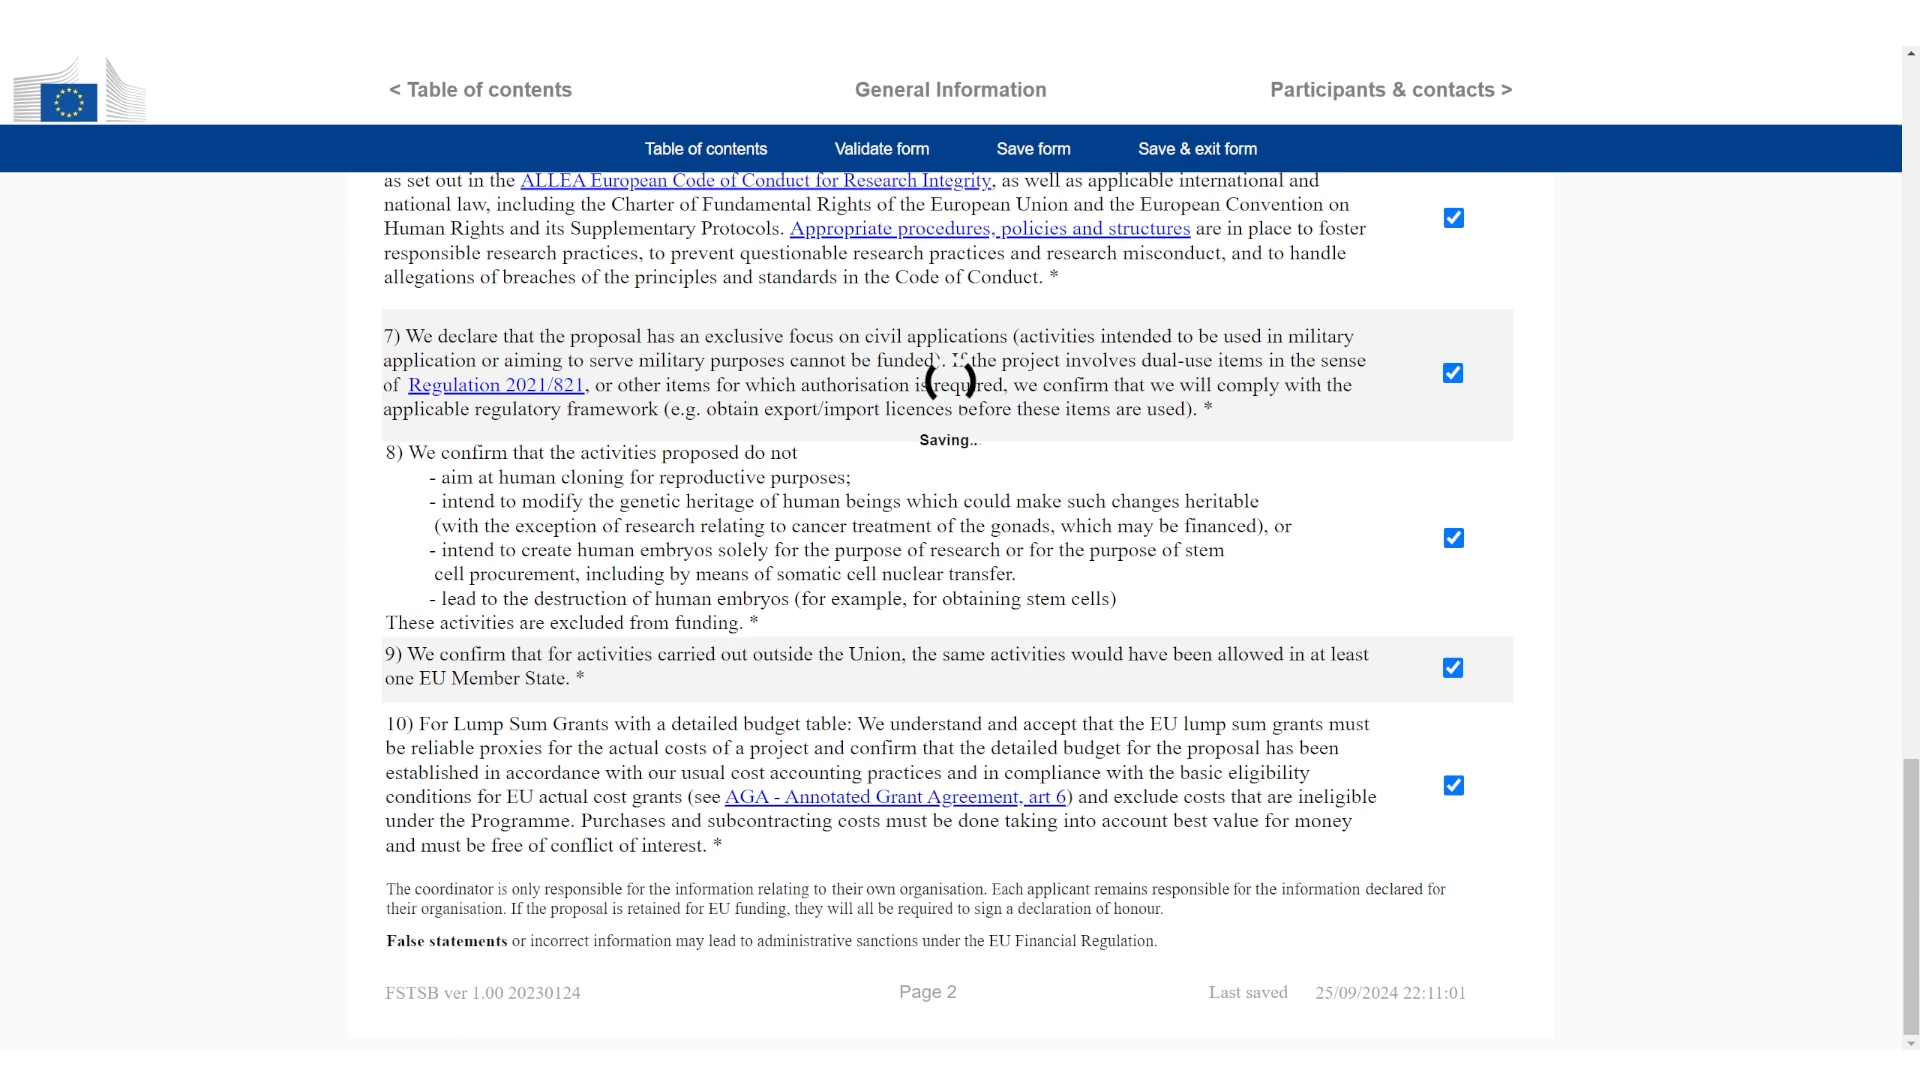 < Table of contents
General Information
Participants & contacts >
Table of contents
Validate form
Save form
Save & exit form
as set out in the ALLEA European Code of Conduct for Research Integrity, as well as applicable international and
national law, including the Charter of Fundamental Rights of the European Union and the European Convention on
Human Rights and its Supplementary Protocols. Appropriate procedures, policies and structures are in place to foster
responsible research practices, to prevent questionable research practices and research misconduct, and to handle
allegations of breaches of the principles and standards in the Code of Conduct. *
7) We declare that the proposal has an exclusive focus on civil applications (activities intended to be used in military
application or aiming to serve military purposes cannot be funded). If the project involves dual-use items in the sense
of Regulation 2021/821, or other items for which authorisation is required, we confirm that we will comply with the
applicable regulatory framework (e.g. obtain export/import licences before these items are used). *
Saving..
8) We confirm that the activities proposed do not
- aim at human cloning for reproductive purposes;
- intend to modify the genetic heritage of human beings which could make such changes heritable
(with the exception of research relating to cancer treatment of the gonads, which may be financed), or
- intend to create human embryos solely for the purpose of research or for the purpose of stem
cell procurement, including by means of somatic cell nuclear transfer.
- lead to the destruction of human embryos (for example, for obtaining stem cells)
These activities are excluded from funding. *
9) We confirm that for activities carried out outside the Union, the same activities would have been allowed in at least
one EU Member State. *
10) For Lump Sum Grants with a detailed budget table: We understand and accept that the EU lump sum grants must
be reliable proxies for the actual costs of a project and confirm that the detailed budget for the proposal has been
established in accordance with our usual cost accounting practices and in compliance with the basic eligibility
conditions for EU actual cost grants (see AGA - Annotated Grant Agreement, art 6) and exclude costs that are ineligible
under the Programme. Purchases and subcontracting costs must be done taking into account best value for money
and must be free of conflict of interest. *
The coordinator is only responsible for the information relating to their own organisation. Each applicant remains responsible for the information declared for
their organisation. If the proposal is retained for EU funding, they will all be required to sign a declaration of honour.
False statements or incorrect information may lead to administrative sanctions under the EU Financial Regulation.
FSTSB ver 1.00 20230124
Page 2
Last saved 25/09/2024 22:11:01